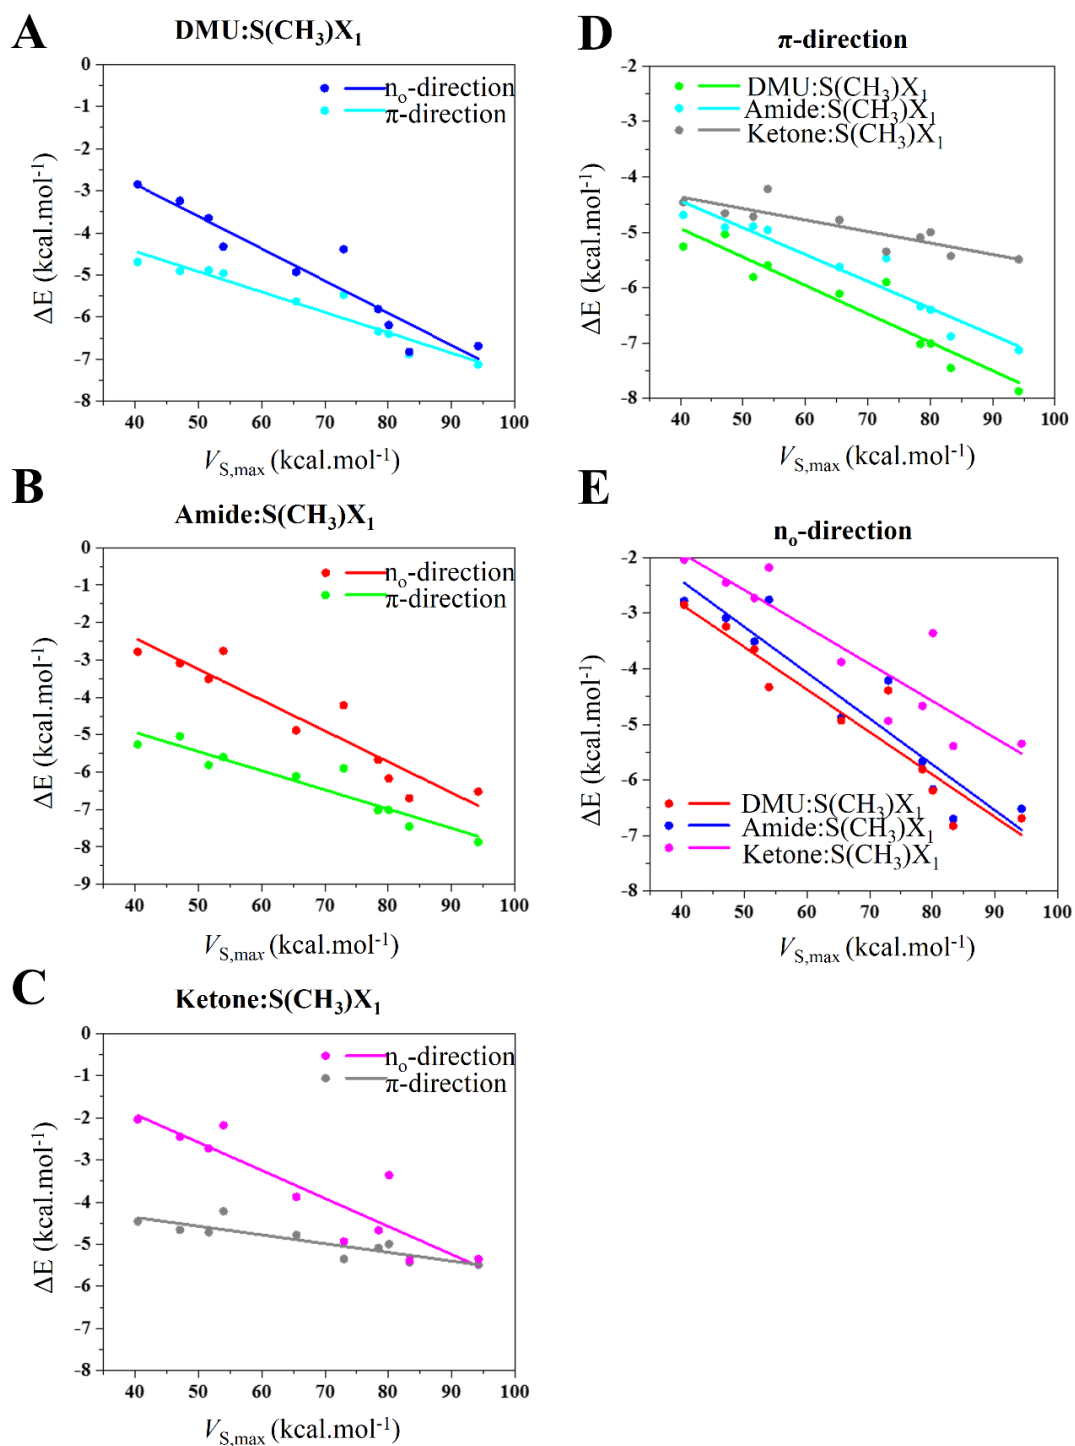 A
DMU:S(CH₃)X₁
0
-1
-2
-3
-4
-5
-6
-7
-8
ΔE (kcal.mol⁻¹)
nₒ-direction
π-direction
40 50 60 70 80 90 100
V_S,max (kcal.mol⁻¹)
B
Amide:S(CH₃)X₁
0
-1
-2
-3
-4
-5
-6
-7
-8
-9
ΔE (kcal.mol⁻¹)
nₒ-direction
π-direction
40 50 60 70 80 90 100
V_S,max (kcal.mol⁻¹)
C
Ketone:S(CH₃)X₁
0
-1
-2
-3
-4
-5
-6
-7
-8
ΔE (kcal.mol⁻¹)
nₒ-direction
π-direction
40 50 60 70 80 90 100
V_S,max (kcal.mol⁻¹)
D
π-direction
-2
-3
-4
-5
-6
-7
-8
ΔE (kcal.mol⁻¹)
DMU:S(CH₃)X₁
Amide:S(CH₃)X₁
Ketone:S(CH₃)X₁
40 50 60 70 80 90 100
V_S,max (kcal.mol⁻¹)
E
nₒ-direction
-2
-3
-4
-5
-6
-7
-8
ΔE (kcal.mol⁻¹)
DMU:S(CH₃)X₁
Amide:S(CH₃)X₁
Ketone:S(CH₃)X₁
40 50 60 70 80 90 100
V_S,max (kcal.mol⁻¹)